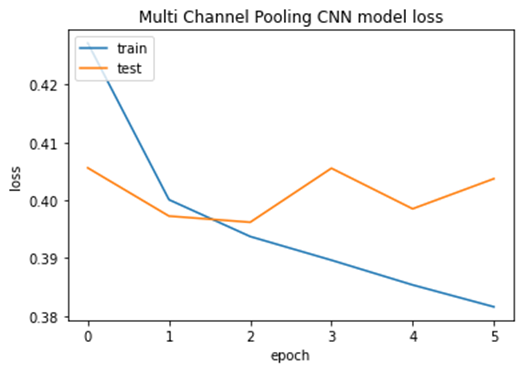 Multi Channel Pooling CNN model loss
train
test
0.42
0.41
0.40
0.39
0.38
loss
0 1 2 3 4 5
epoch